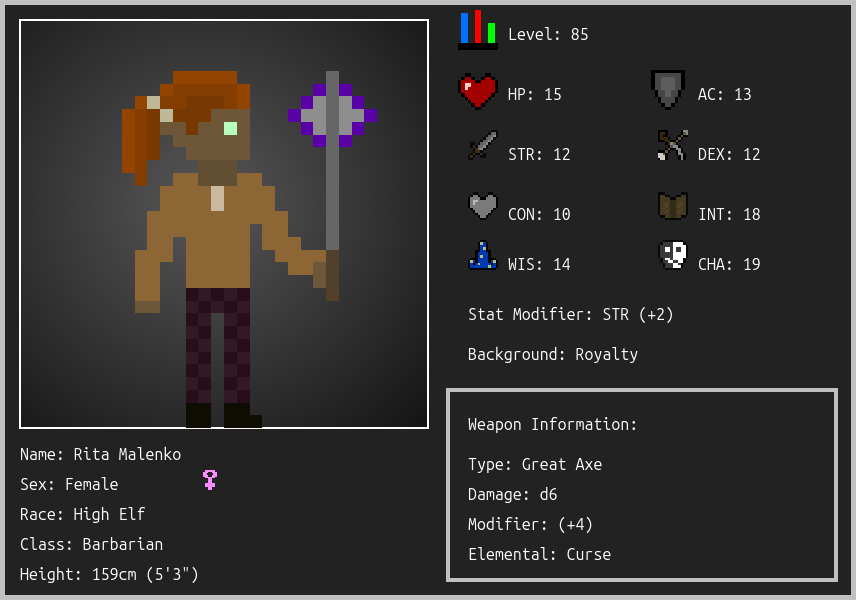 Level: 85
HP: 15
AC: 13
STR: 12
DEX: 12
CON: 10
INT: 18
WIS: 14
CHA: 19
Stat Modifier: STR (+2)
Background: Royalty
Weapon Information:
Type: Great Axe
Damage: d6
Modifier: (+4)
Elemental: Curse
Name: Rita Malenko
Sex: Female
Race: High Elf
Class: Barbarian
Height: 159cm (5'3")